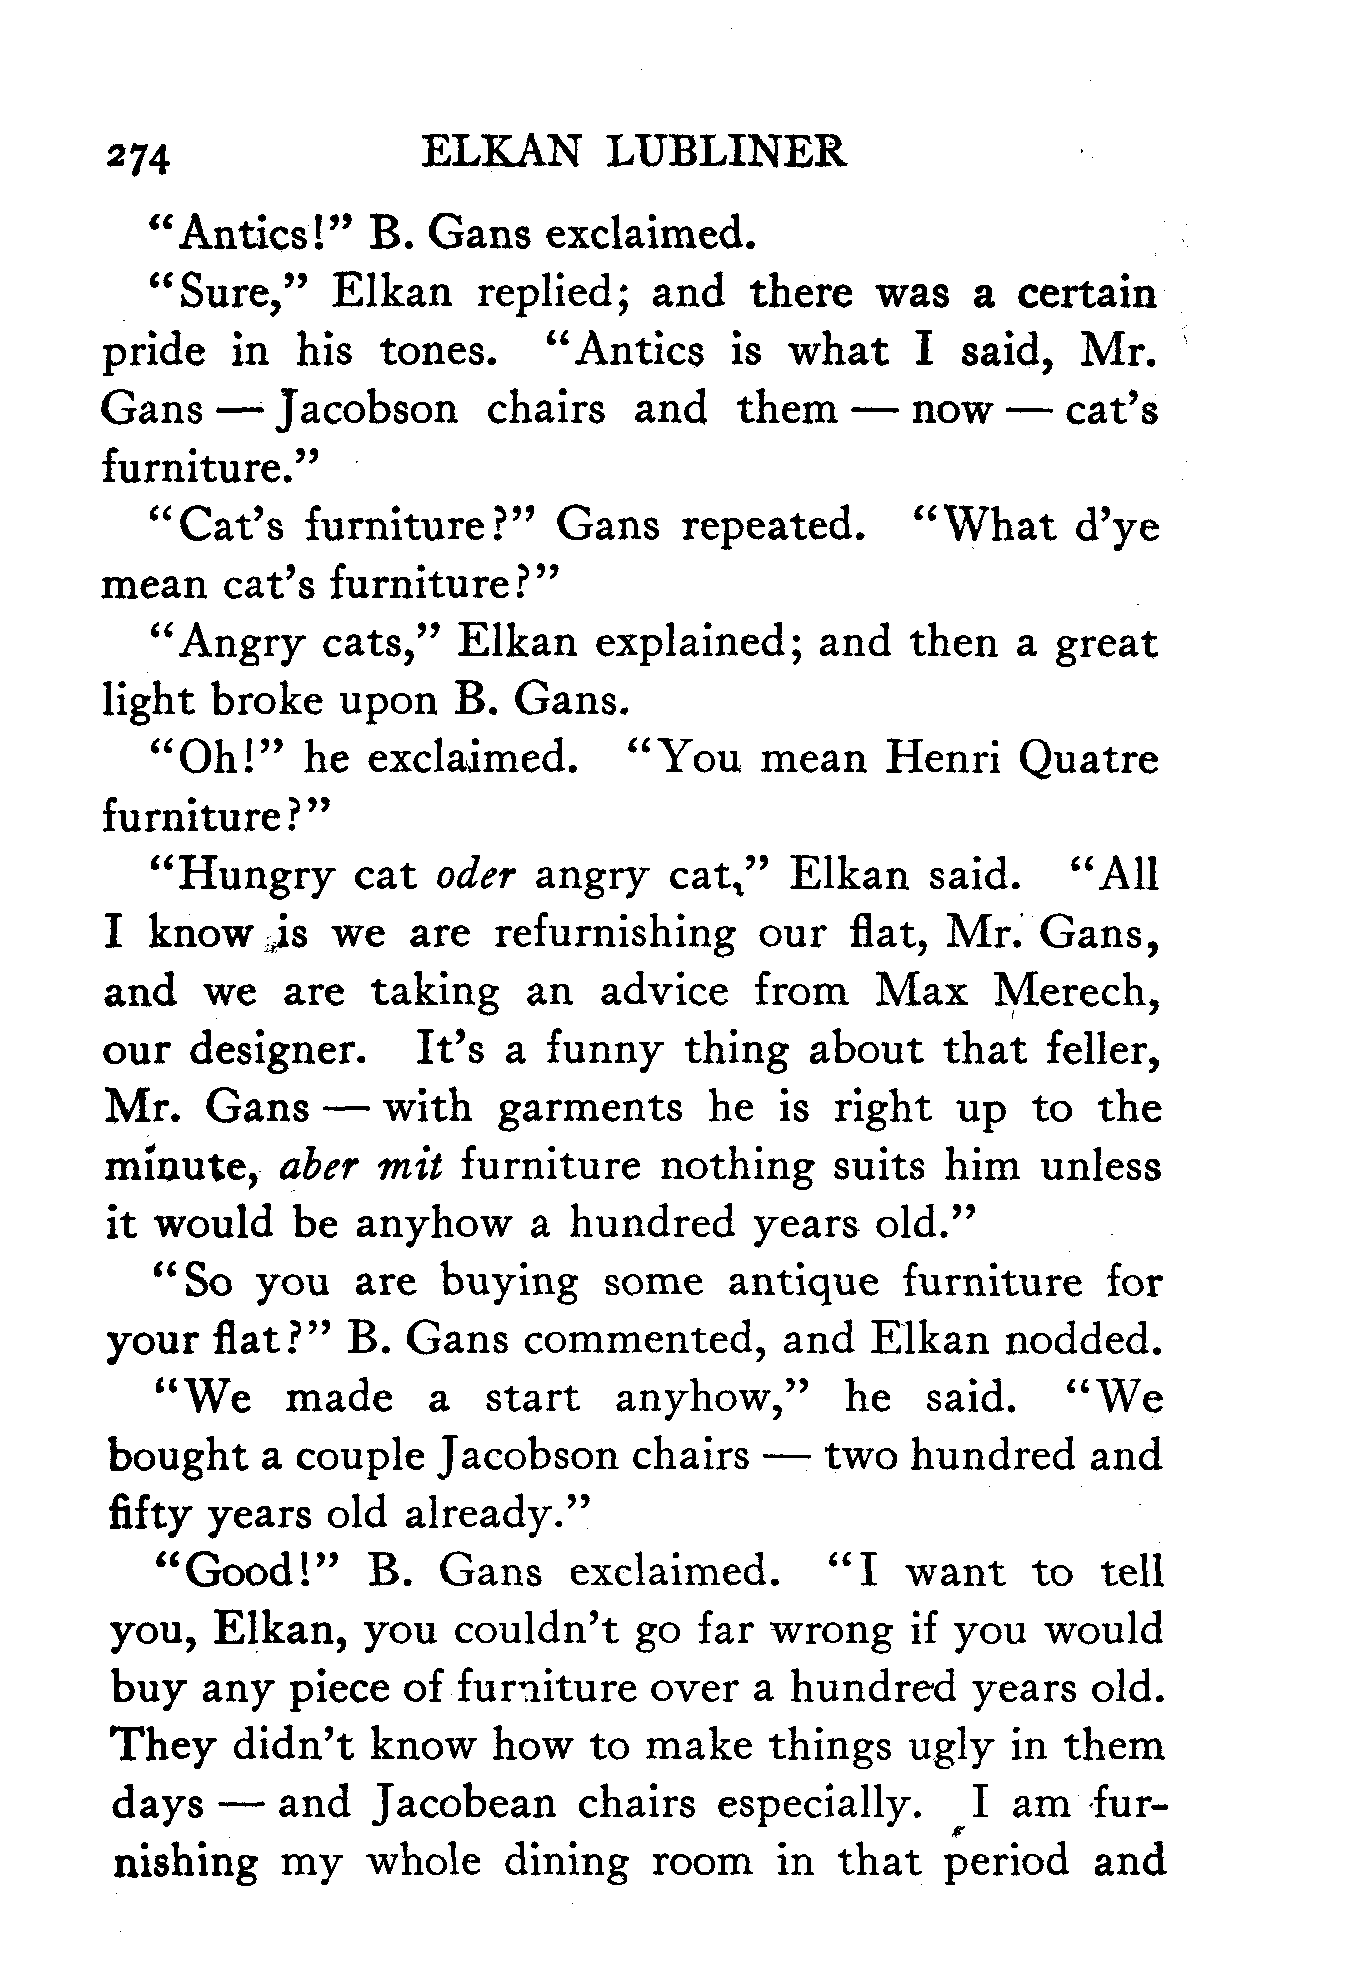 274 ELKAN LUBLINER
"Antics!" B. Gans exclaimed.
"Sure," Elkan replied; and there was a certain
pride in his tones. "Antics is what I said, Mr.
Gans — Jacobson chairs and them — now — cat's
furniture."
"Cat's furniture?" Gans repeated. "What d'ye
mean cat's furniture?"
"Angry cats," Elkan explained; and then a great
light broke upon B. Gans.
"Oh!" he exclaimed. "You mean Henri Quatre
furniture?"
"Hungry cat oder angry cat," Elkan said. "All
I know is we are refurnishing our flat, Mr. Gans,
and we are taking an advice from Max Merech,
our designer. It's a funny thing about that feller,
Mr. Gans — with garments he is right up to the
minute, aber mit furniture nothing suits him unless
it would be anyhow a hundred years old."
"So you are buying some antique furniture for
your flat?" B. Gans commented, and Elkan nodded.
"We made a start anyhow," he said. "We
bought a couple Jacobson chairs — two hundred and
fifty years old already."
"Good!" B. Gans exclaimed. "I want to tell
you, Elkan, you couldn't go far wrong if you would
buy any piece of furniture over a hundred years old.
They didn't know how to make things ugly in them
days — and Jacobean chairs especially. I am fur-
nishing my whole dining room in that period and